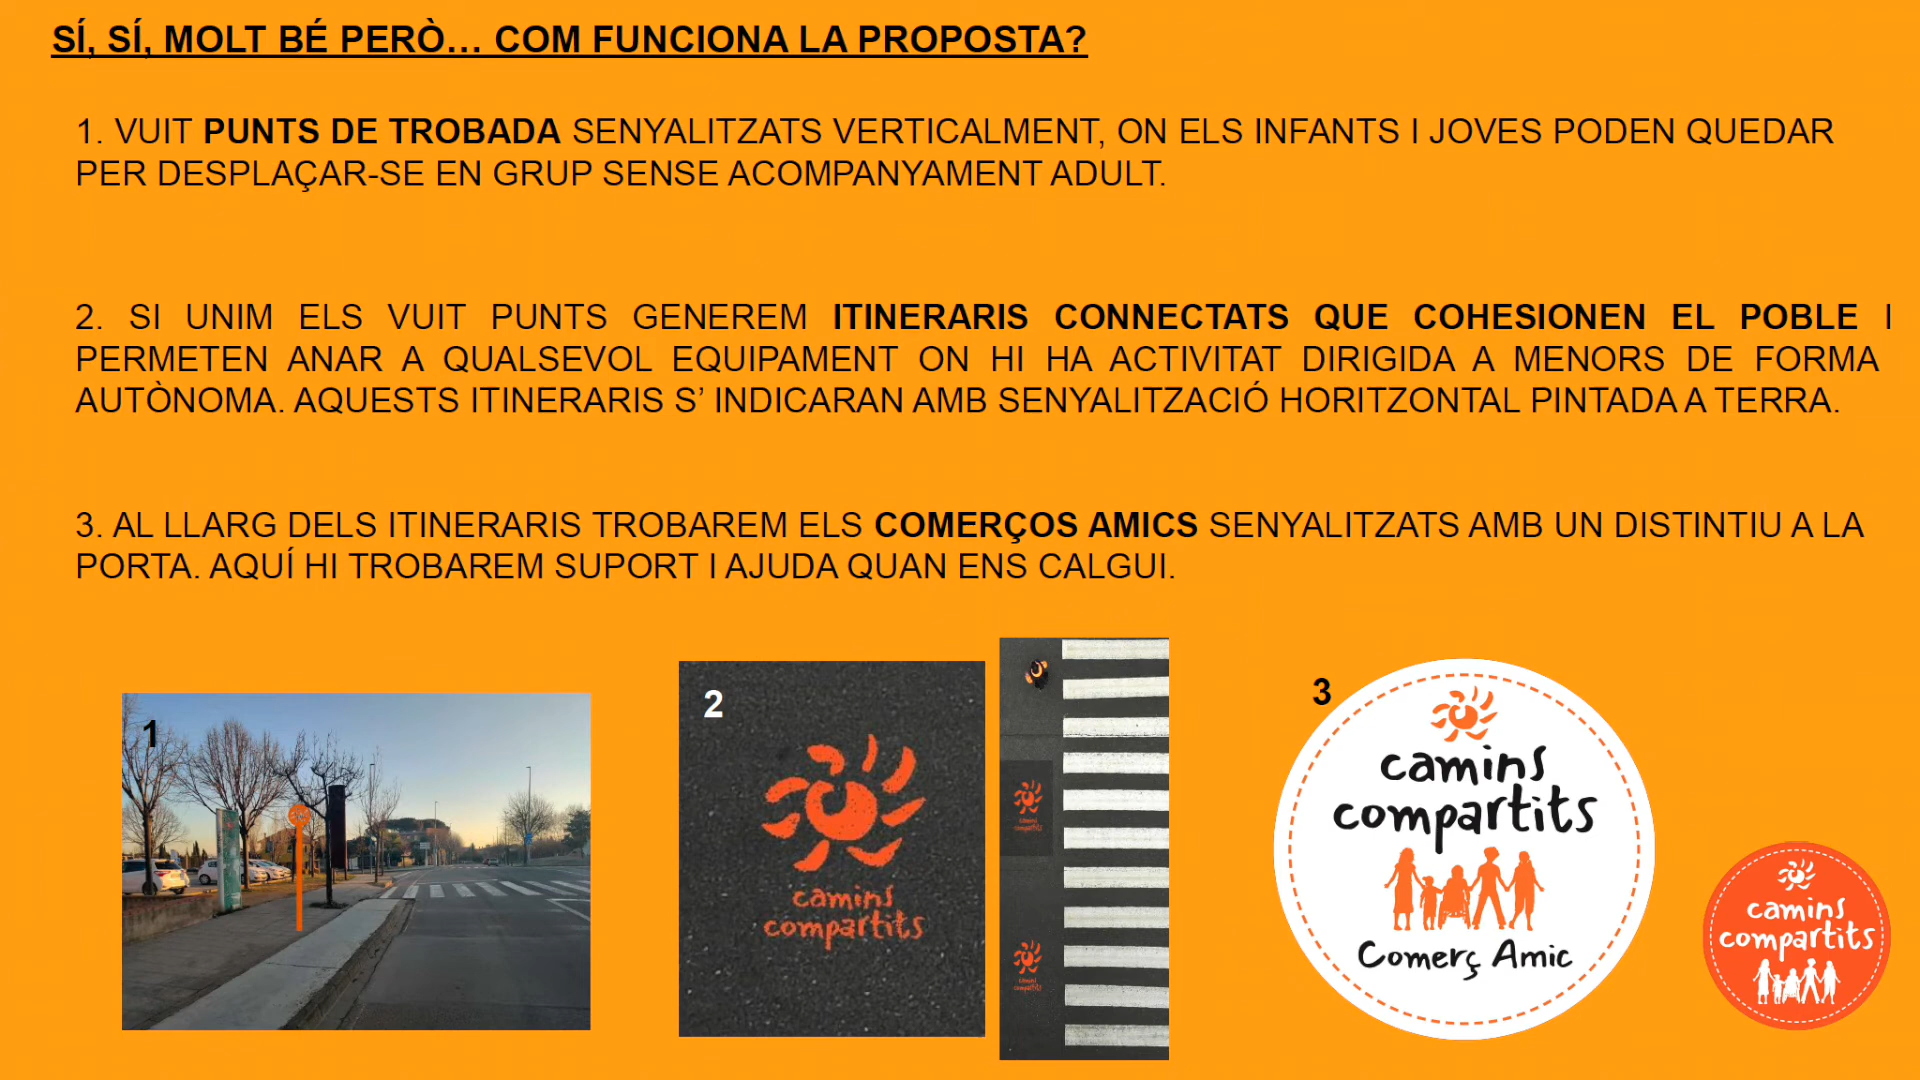 SÍ, SÍ, MOLT BÉ PERÒ... COM FUNCIONA LA PROPOSTA?
1. VUIT PUNTS DE TROBADA SENYALITZATS VERTICALMENT, ON ELS INFANTS I JOVES PODEN QUEDAR
PER DESPLAÇAR-SE EN GRUP SENSE ACOMPANYAMENT ADULT.
2. SI UNIM ELS VUIT PUNTS GENEREM ITINERARIS CONNECTATS QUE COHESIONEN EL POBLE I
PERMETEN ANAR A QUALSEVOL EQUIPAMENT ON HI HA ACTIVITAT DIRIGIDA A MENORS DE FORMA
AUTÒNOMA. AQUESTS ITINERARIS S’ INDICARAN AMB SENYALITZACIÓ HORITZONTAL PINTADA A TERRA.
3. AL LLARG DELS ITINERARIS TROBAREM ELS COMERÇOS AMICS SENYALITZATS AMB UN DISTINTIU A LA
PORTA. AQUÍ HI TROBAREM SUPORT I AJUDA QUAN ENS CALGUI.
1
2
camins
compartits
camins
compartits
camins
compartits
3
camins
compartits
Comerç Amic
camins
compartits